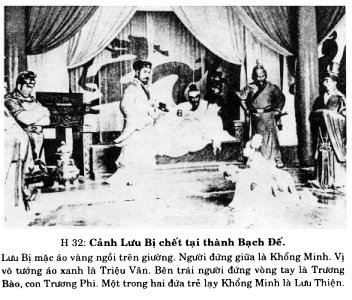 H 32: Cảnh Lưu Bị chết tại thành Bạch Đế.
Lưu Bị mặc áo vàng ngồi trên giường. Người đứng giữa là Khổng Minh. Vị
võ tướng áo xanh là Triệu Vân. Bên trái người đứng vòng tay là Trương
Bào, con Trương Phi. Một trong hai đứa trẻ lạy Khổng Minh là Lưu Thiện.